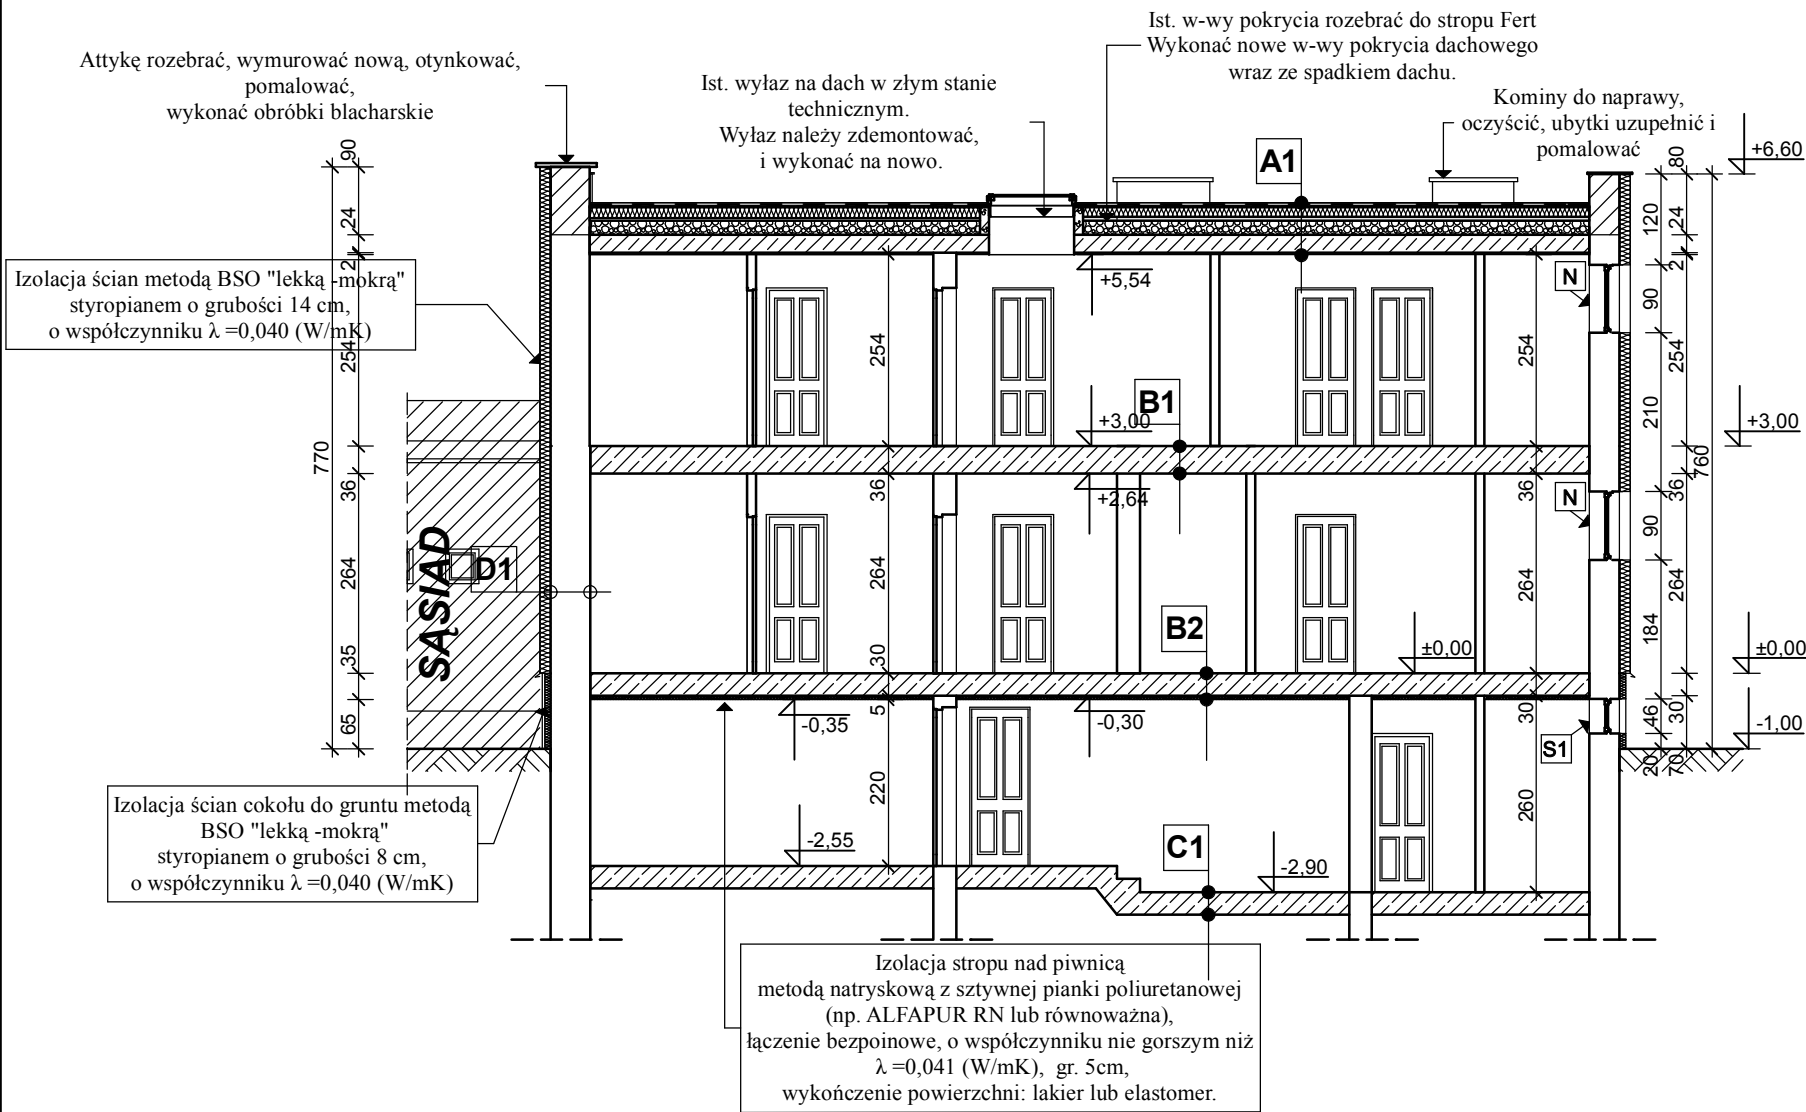 Attykę rozebrać, wymurować nową, otynkować,
pomalować,
wykonać obróbki blacharskie
Ist. wyłaz na dach w złym stanie
technicznym.
Wyłaz należy zdemontować,
i wykonać na nowo.
Ist. w-wy pokrycia rozebrać do stropu Fert
Wykonać nowe w-wy pokrycia dachowego
wraz ze spadkiem dachu.
Kominy do naprawy,
oczyścić, ubytki uzupełnić i
pomalować
A1
+6,60
Izolacja ścian metodą BSO "lekką -mokrą"
styropianem o grubości 14 cm,
o współczynniku λ =0,040 (W/mK)
90
24
2
254
36
264
35
65
770
SĄSIAD
D1
+5,54
254
254
B1
+3,00
+2,64
36
36
264
264
B2
±0,00
30
5
30
-0,35
-0,30
220
260
-2,55
C1
-2,90
N
N
S1
120
90
210
90
184
46
20
80
24
2
254
36
264
30
70
760
+3,00
±0,00
-1,00
Izolacja ścian cokołu do gruntu metodą
BSO "lekką -mokrą"
styropianem o grubości 8 cm,
o współczynniku λ =0,040 (W/mK)
Izolacja stropu nad piwnicą
metodą natryskową z sztywnej pianki poliuretanowej
(np. ALFAPUR RN lub równoważna),
łączenie bezpoinowe, o współczynniku nie gorszym niż
λ =0,041 (W/mK), gr. 5cm,
wykończenie powierzchni: lakier lub elastomer.